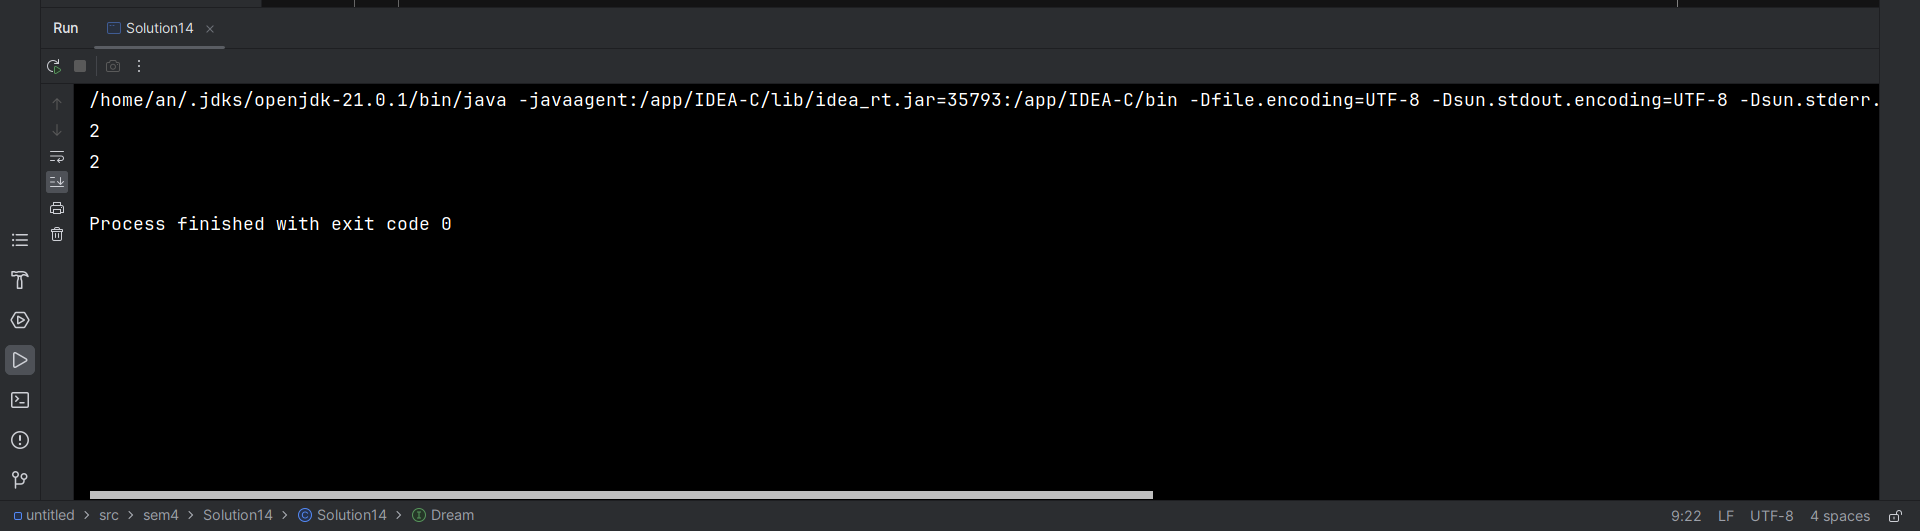 Run Solution14
/home/an/.jdks/openjdk-21.0.1/bin/java -javaagent:/app/IDEA-C/lib/idea_rt.jar=35793:/app/IDEA-C/bin -Dfile.encoding=UTF-8 -Dsun.stdout.encoding=UTF-8 -Dsun.stderr.
2
2
Process finished with exit code 0
untitled > src > sem4 > Solution14 > Solution14 > Dream 9:22 LF UTF-8 4 spaces